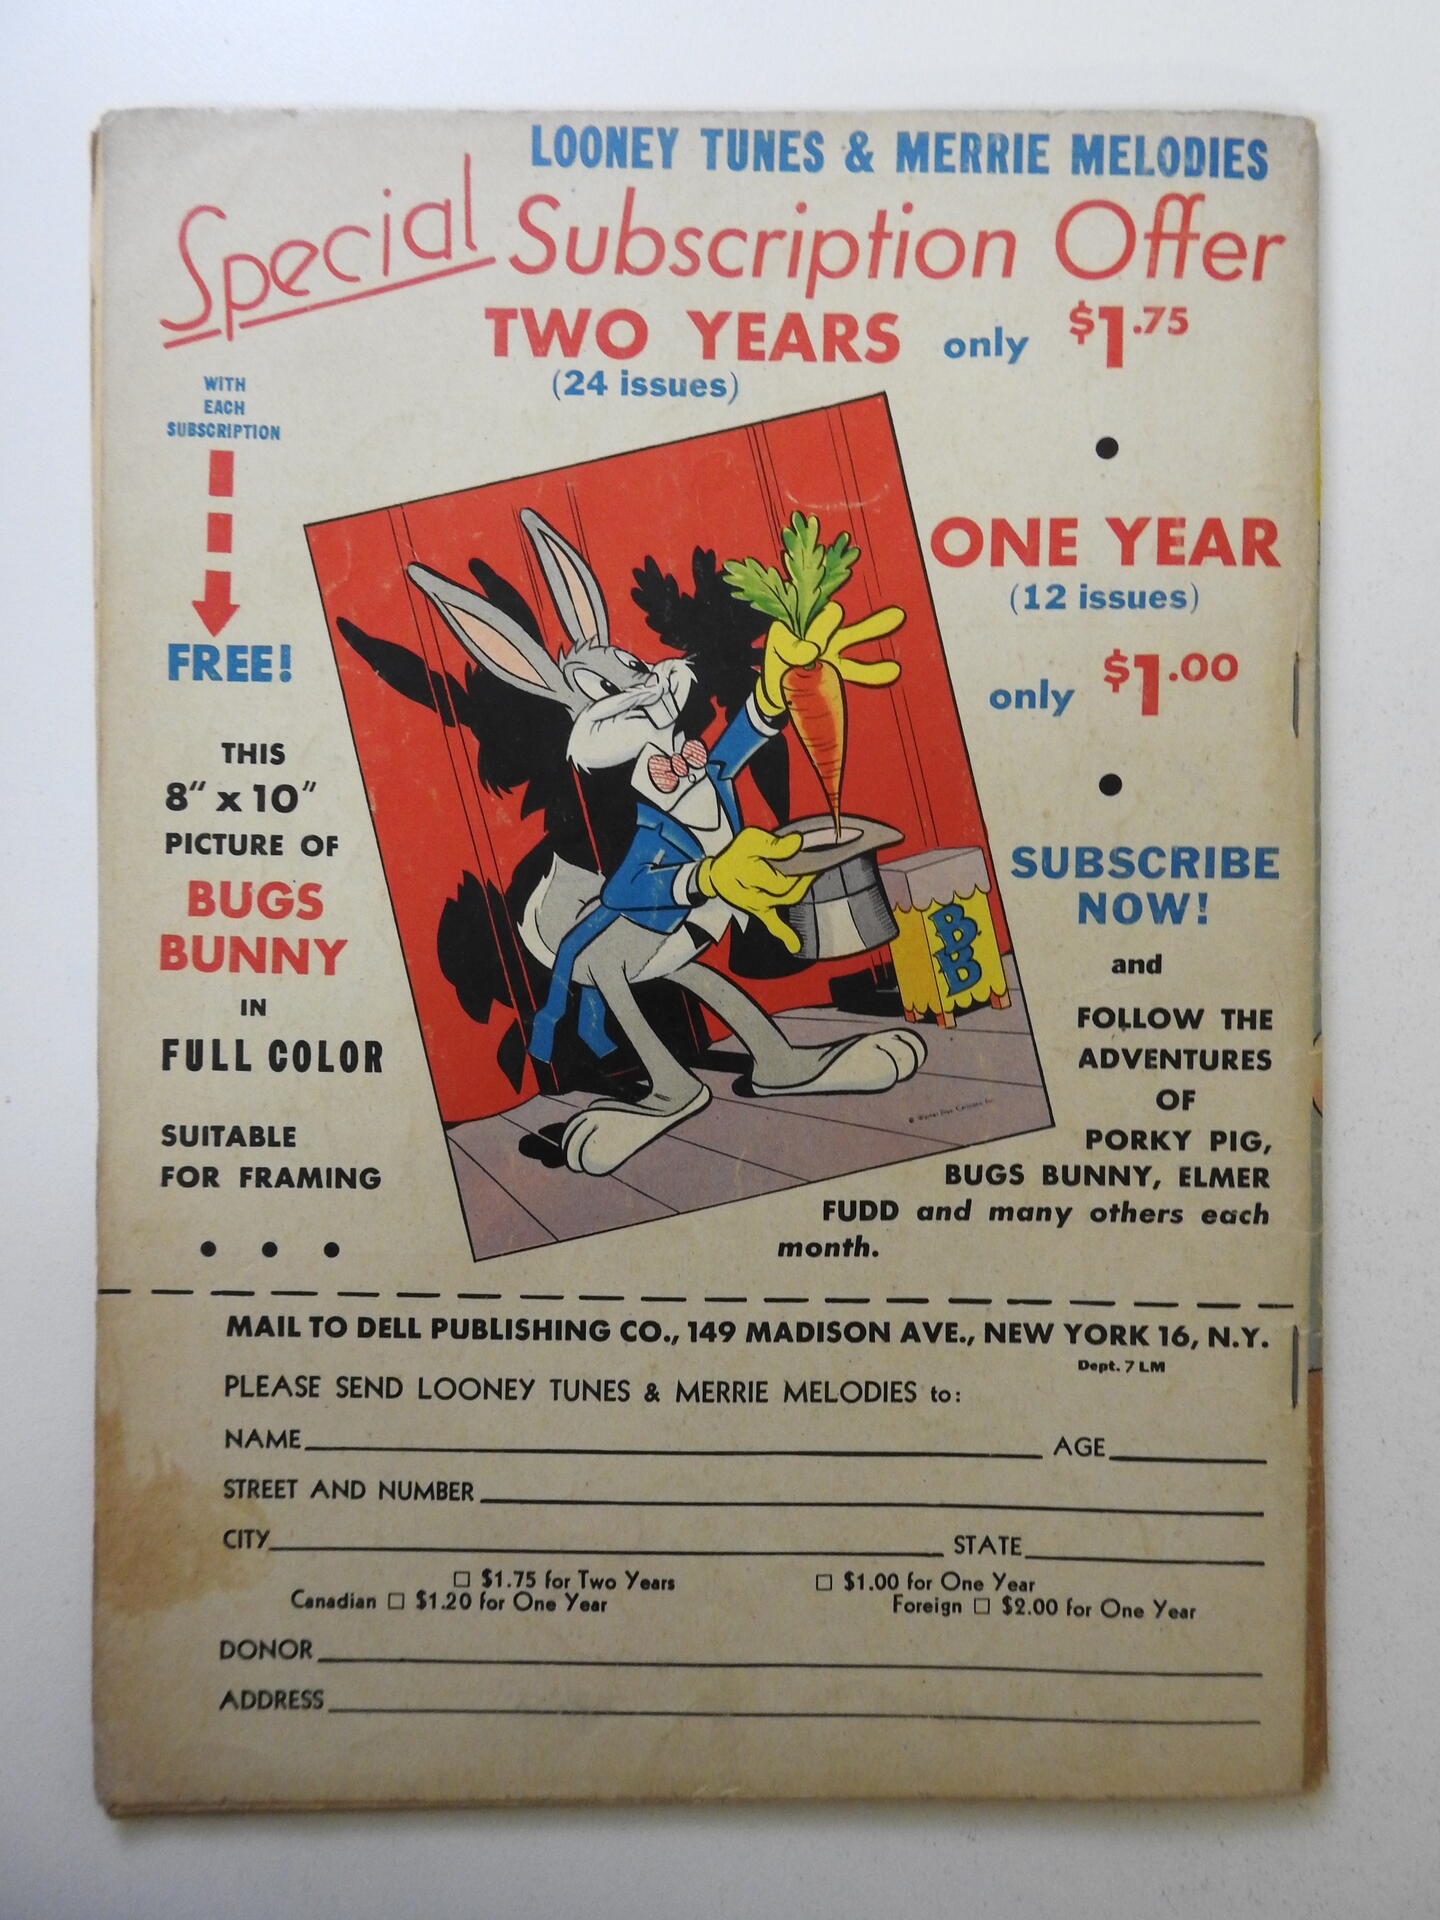 LOONEY TUNES & MERRIE MELODIES
Special Subscription Offer
TWO YEARS only $1.75
(24 issues)
WITH
EACH
SUBSCRIPTION
FREE!
THIS
8" x 10"
PICTURE OF
BUGS
BUNNY
IN
FULL COLOR
SUITABLE
FOR FRAMING
• • •
BB
© Warner Bros. Cartoons, Inc.
•
ONE YEAR
(12 issues)
only $1.00
•
SUBSCRIBE
NOW!
and
FOLLOW THE
ADVENTURES
OF
PORKY PIG,
BUGS BUNNY, ELMER
FUDD and many others each
month.
MAIL TO DELL PUBLISHING CO., 149 MADISON AVE., NEW YORK 16, N.Y.
Dept. 7 LM
PLEASE SEND LOONEY TUNES & MERRIE MELODIES to:
NAME AGE
STREET AND NUMBER
CITY STATE
□ $1.75 for Two Years □ $1.00 for One Year
Canadian □ $1.20 for One Year Foreign □ $2.00 for One Year
DONOR
ADDRESS